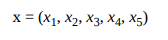 x = (x₁, x₂, x₃, x₄, x₅)